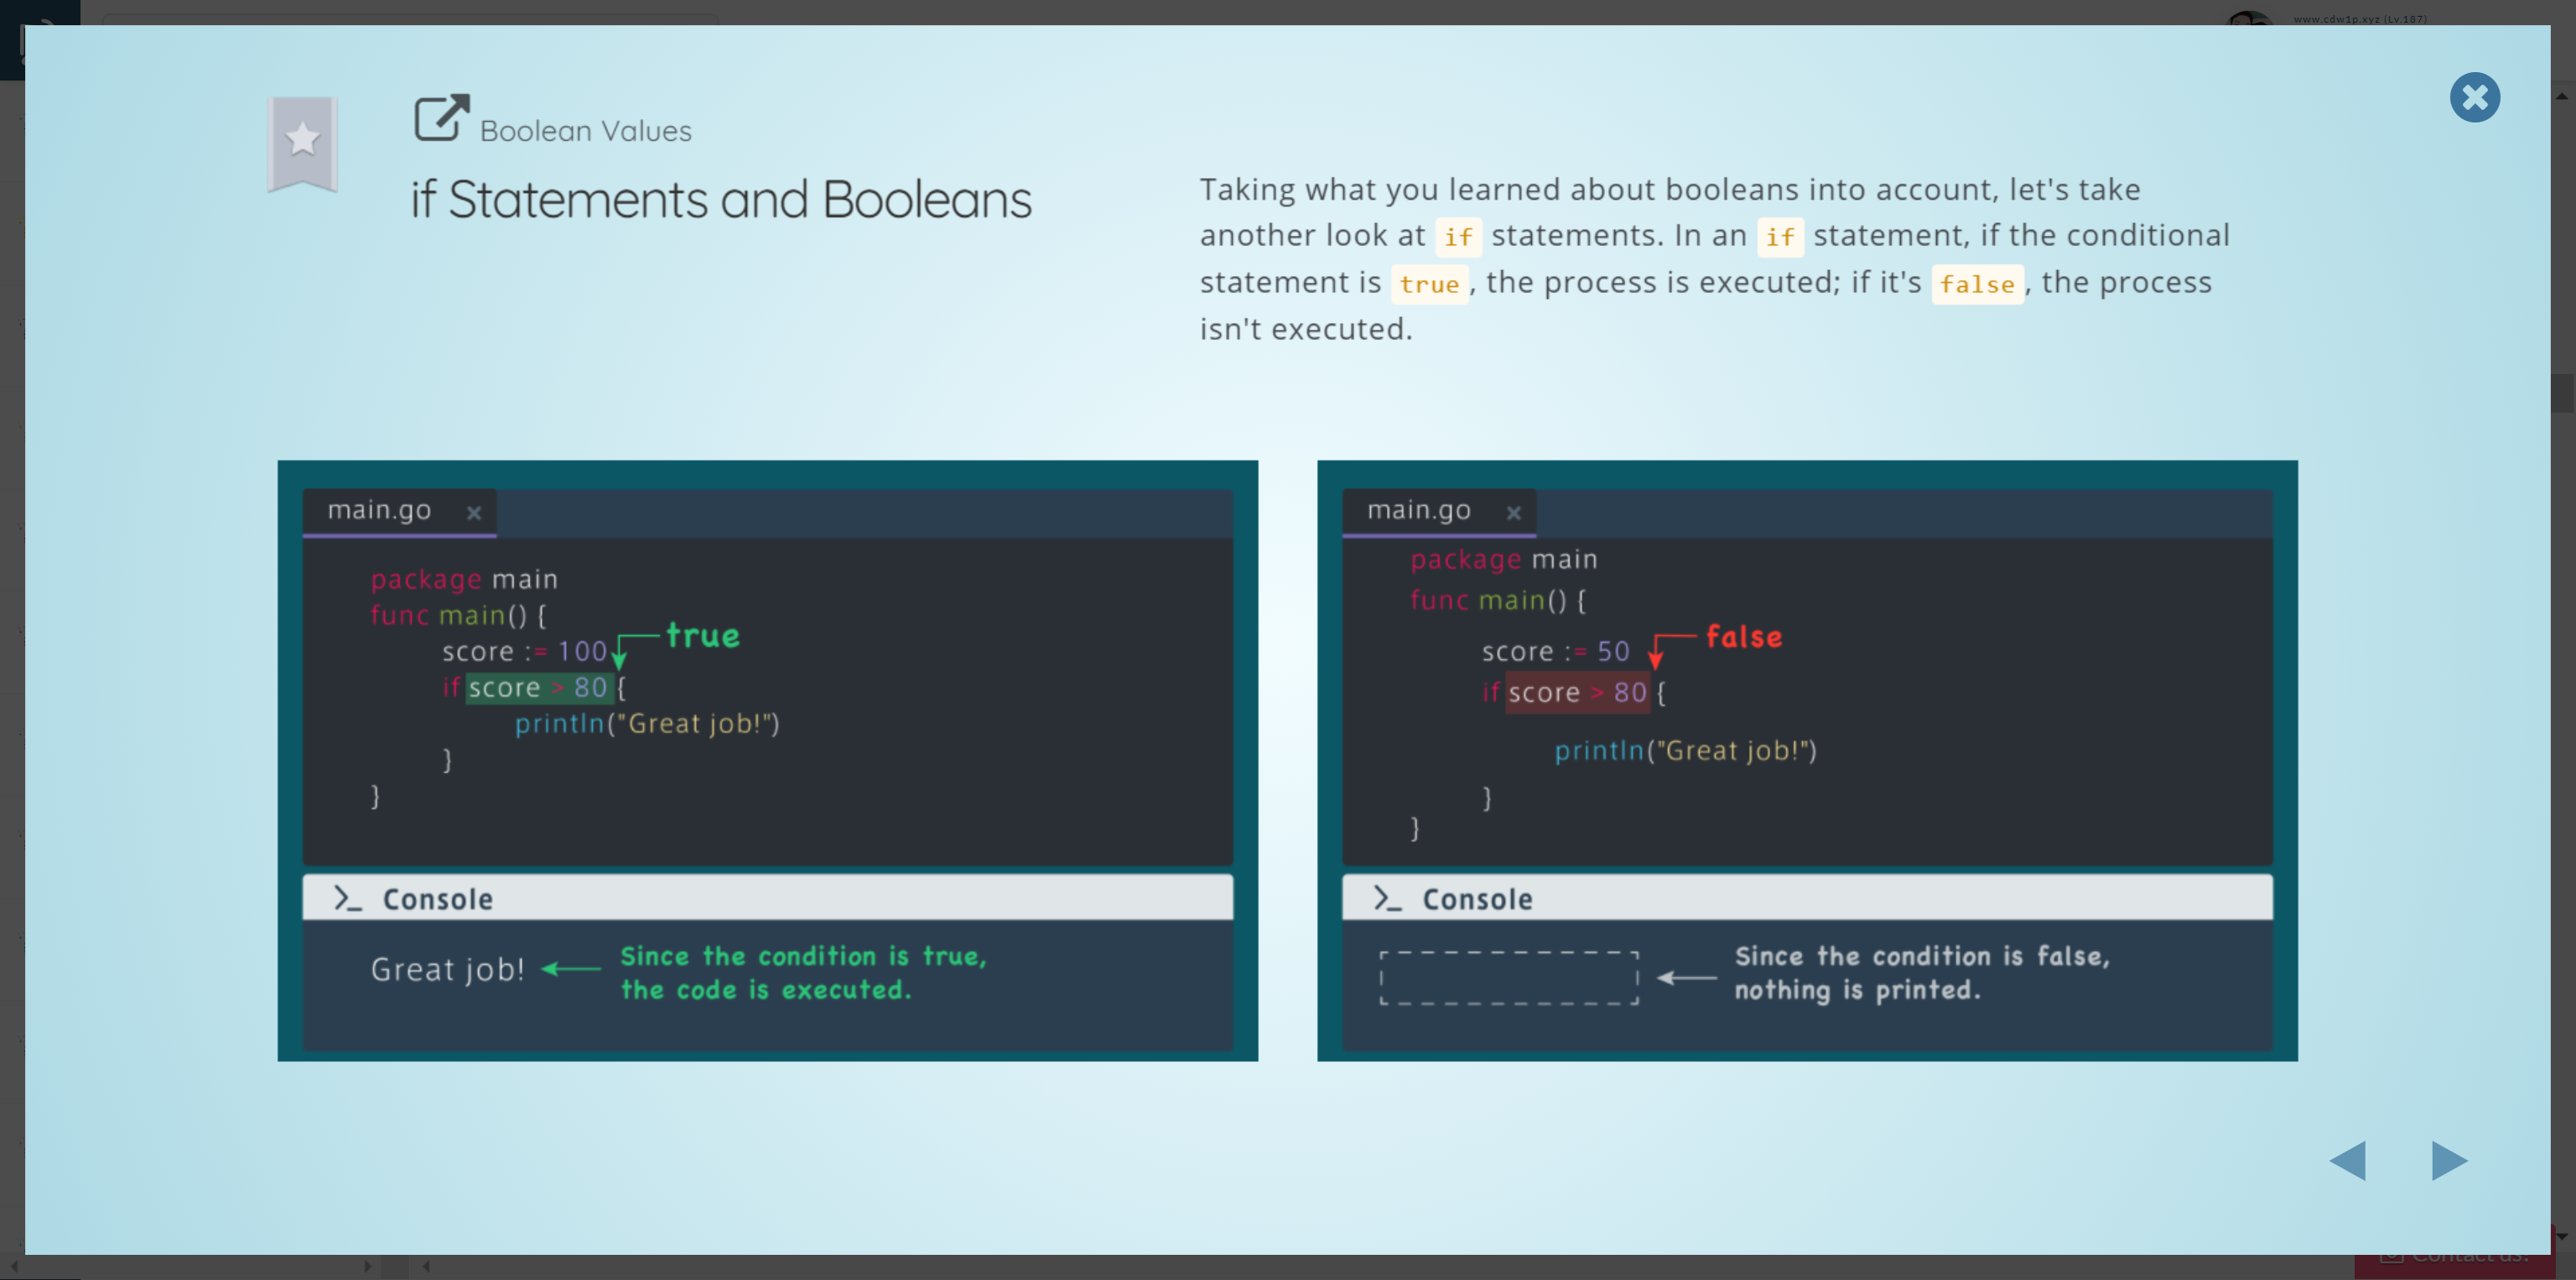 www.cdw1p.xyz (Lv.187)
Boolean Values
if Statements and Booleans
Taking what you learned about booleans into account, let's take
another look at if statements. In an if statement, if the conditional
statement is true, the process is executed; if it's false, the process
isn't executed.
main.go ×
package main
func main() {
score := 100
true
if score > 80 {
println("Great job!")
}
}
>_ Console
Great job!
Since the condition is true,
the code is executed.
main.go ×
package main
func main() {
score := 50
false
if score > 80 {
println("Great job!")
}
}
>_ Console
Since the condition is false,
nothing is printed.
Contact us!